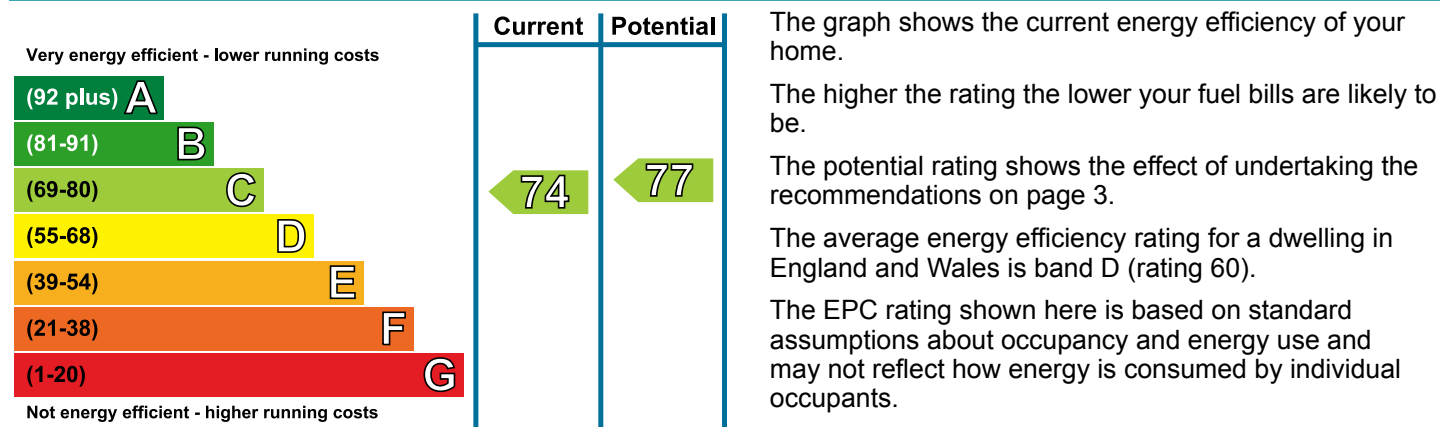 Current Potential
Very energy efficient - lower running costs
(92 plus) A
(81-91) B
(69-80) C
(55-68) D
(39-54) E
(21-38) F
(1-20) G
Not energy efficient - higher running costs
74
77
The graph shows the current energy efficiency of your
home.
The higher the rating the lower your fuel bills are likely to
be.
The potential rating shows the effect of undertaking the
recommendations on page 3.
The average energy efficiency rating for a dwelling in
England and Wales is band D (rating 60).
The EPC rating shown here is based on standard
assumptions about occupancy and energy use and
may not reflect how energy is consumed by individual
occupants.